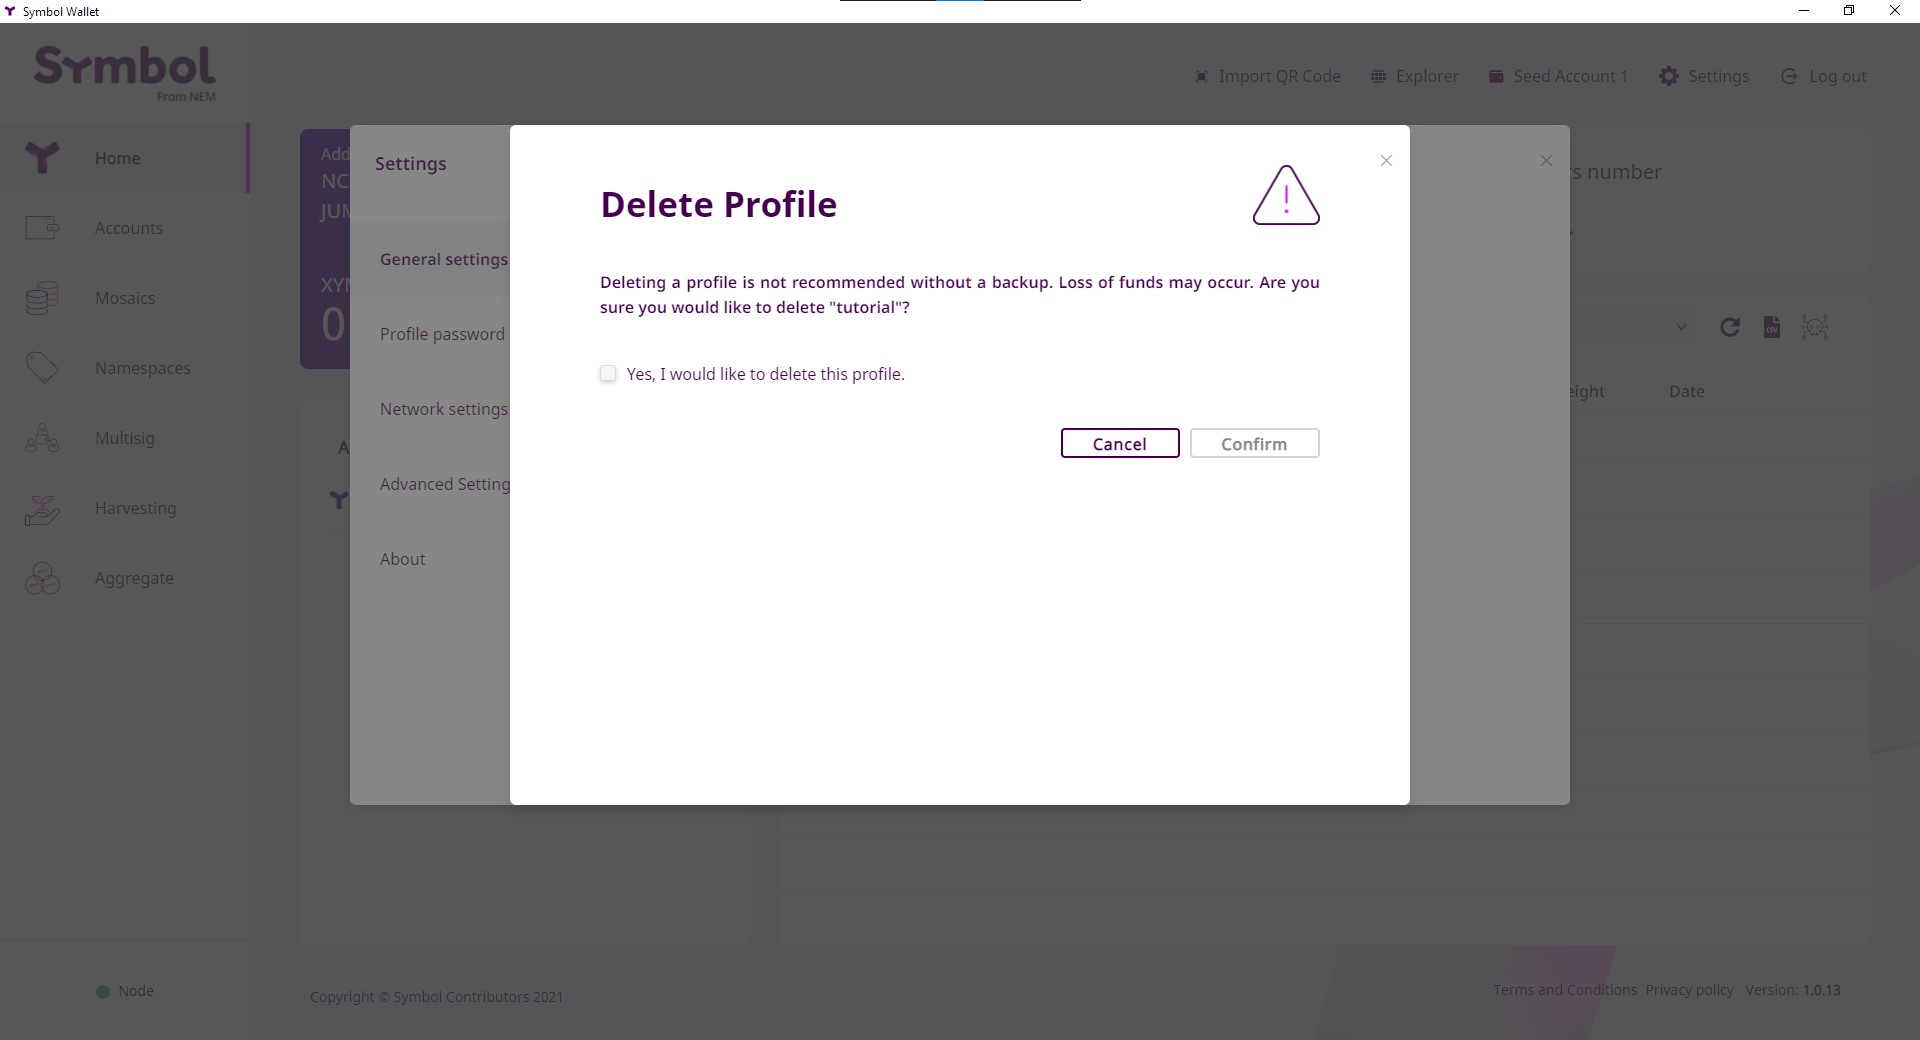 Symbol Wallet
Symbol
From NEM
Import QR Code
Explorer
Seed Account 1
Settings
Log out
Home
Accounts
Mosaics
Namespaces
Multisig
Harvesting
Aggregate
Node
Add
NC
JUM
XYM
0
A
Settings
General settings
Profile password
Network settings
Advanced Setting
About
Delete Profile
Deleting a profile is not recommended without a backup. Loss of funds may occur. Are you
sure you would like to delete "tutorial"?
Yes, I would like to delete this profile.
Cancel
Confirm
rs number
CSV
eight
Date
Copyright © Symbol Contributors 2021
Terms and Conditions Privacy policy Version: 1.0.13